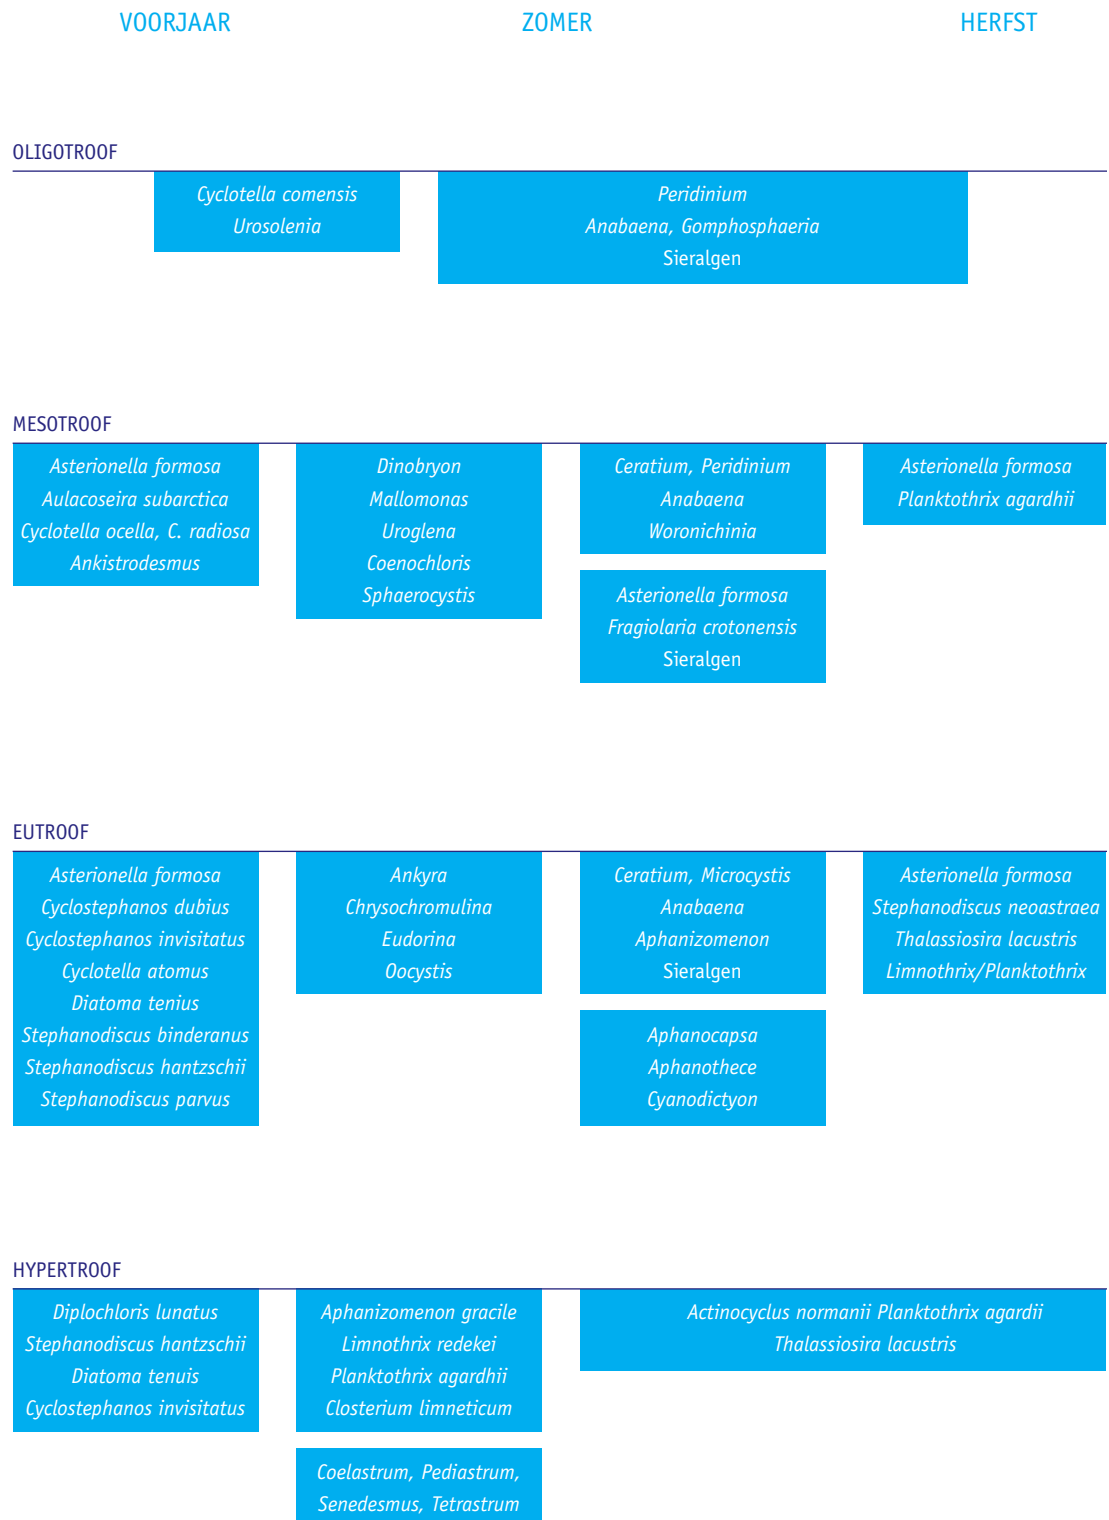 VOORJAAR ZOMER HERFST
OLIGOTROOF
Cyclotella comensis
Urosolenia
Peridinium
Anabaena, Gomphosphaeria
Sieralgen
MESOTROOF
Asterionella formosa
Aulacoseira subarctica
Cyclotella ocella, C. radiosa
Ankistrodesmus
Dinobryon
Mallomonas
Uroglena
Coenochloris
Sphaerocystis
Ceratium, Peridinium
Anabaena
Woronichinia
Asterionella formosa
Fragiolaria crotonensis
Sieralgen
Asterionella formosa
Planktothrix agardhii
EUTROOF
Asterionella formosa
Cyclostephanos dubius
Cyclostephanos invisitatus
Cyclotella atomus
Diatoma tenius
Stephanodiscus binderanus
Stephanodiscus hantzschii
Stephanodiscus parvus
Ankyra
Chrysochromulina
Eudorina
Oocystis
Ceratium, Microcystis
Anabaena
Aphanizomenon
Sieralgen
Aphanocapsa
Aphanothece
Cyanodictyon
Asterionella formosa
Stephanodiscus neoastraea
Thalassiosira lacustris
Limnothrix/Planktothrix
HYPERTROOF
Diplochloris lunatus
Stephanodiscus hantzschii
Diatoma tenuis
Cyclostephanos invisitatus
Aphanizomenon gracile
Limnothrix redekei
Planktothrix agardhii
Closterium limneticum
Coelastrum, Pediastrum,
Senedesmus, Tetrastrum
Actinocyclus normanii Planktothrix agardii
Thalassiosira lacustris